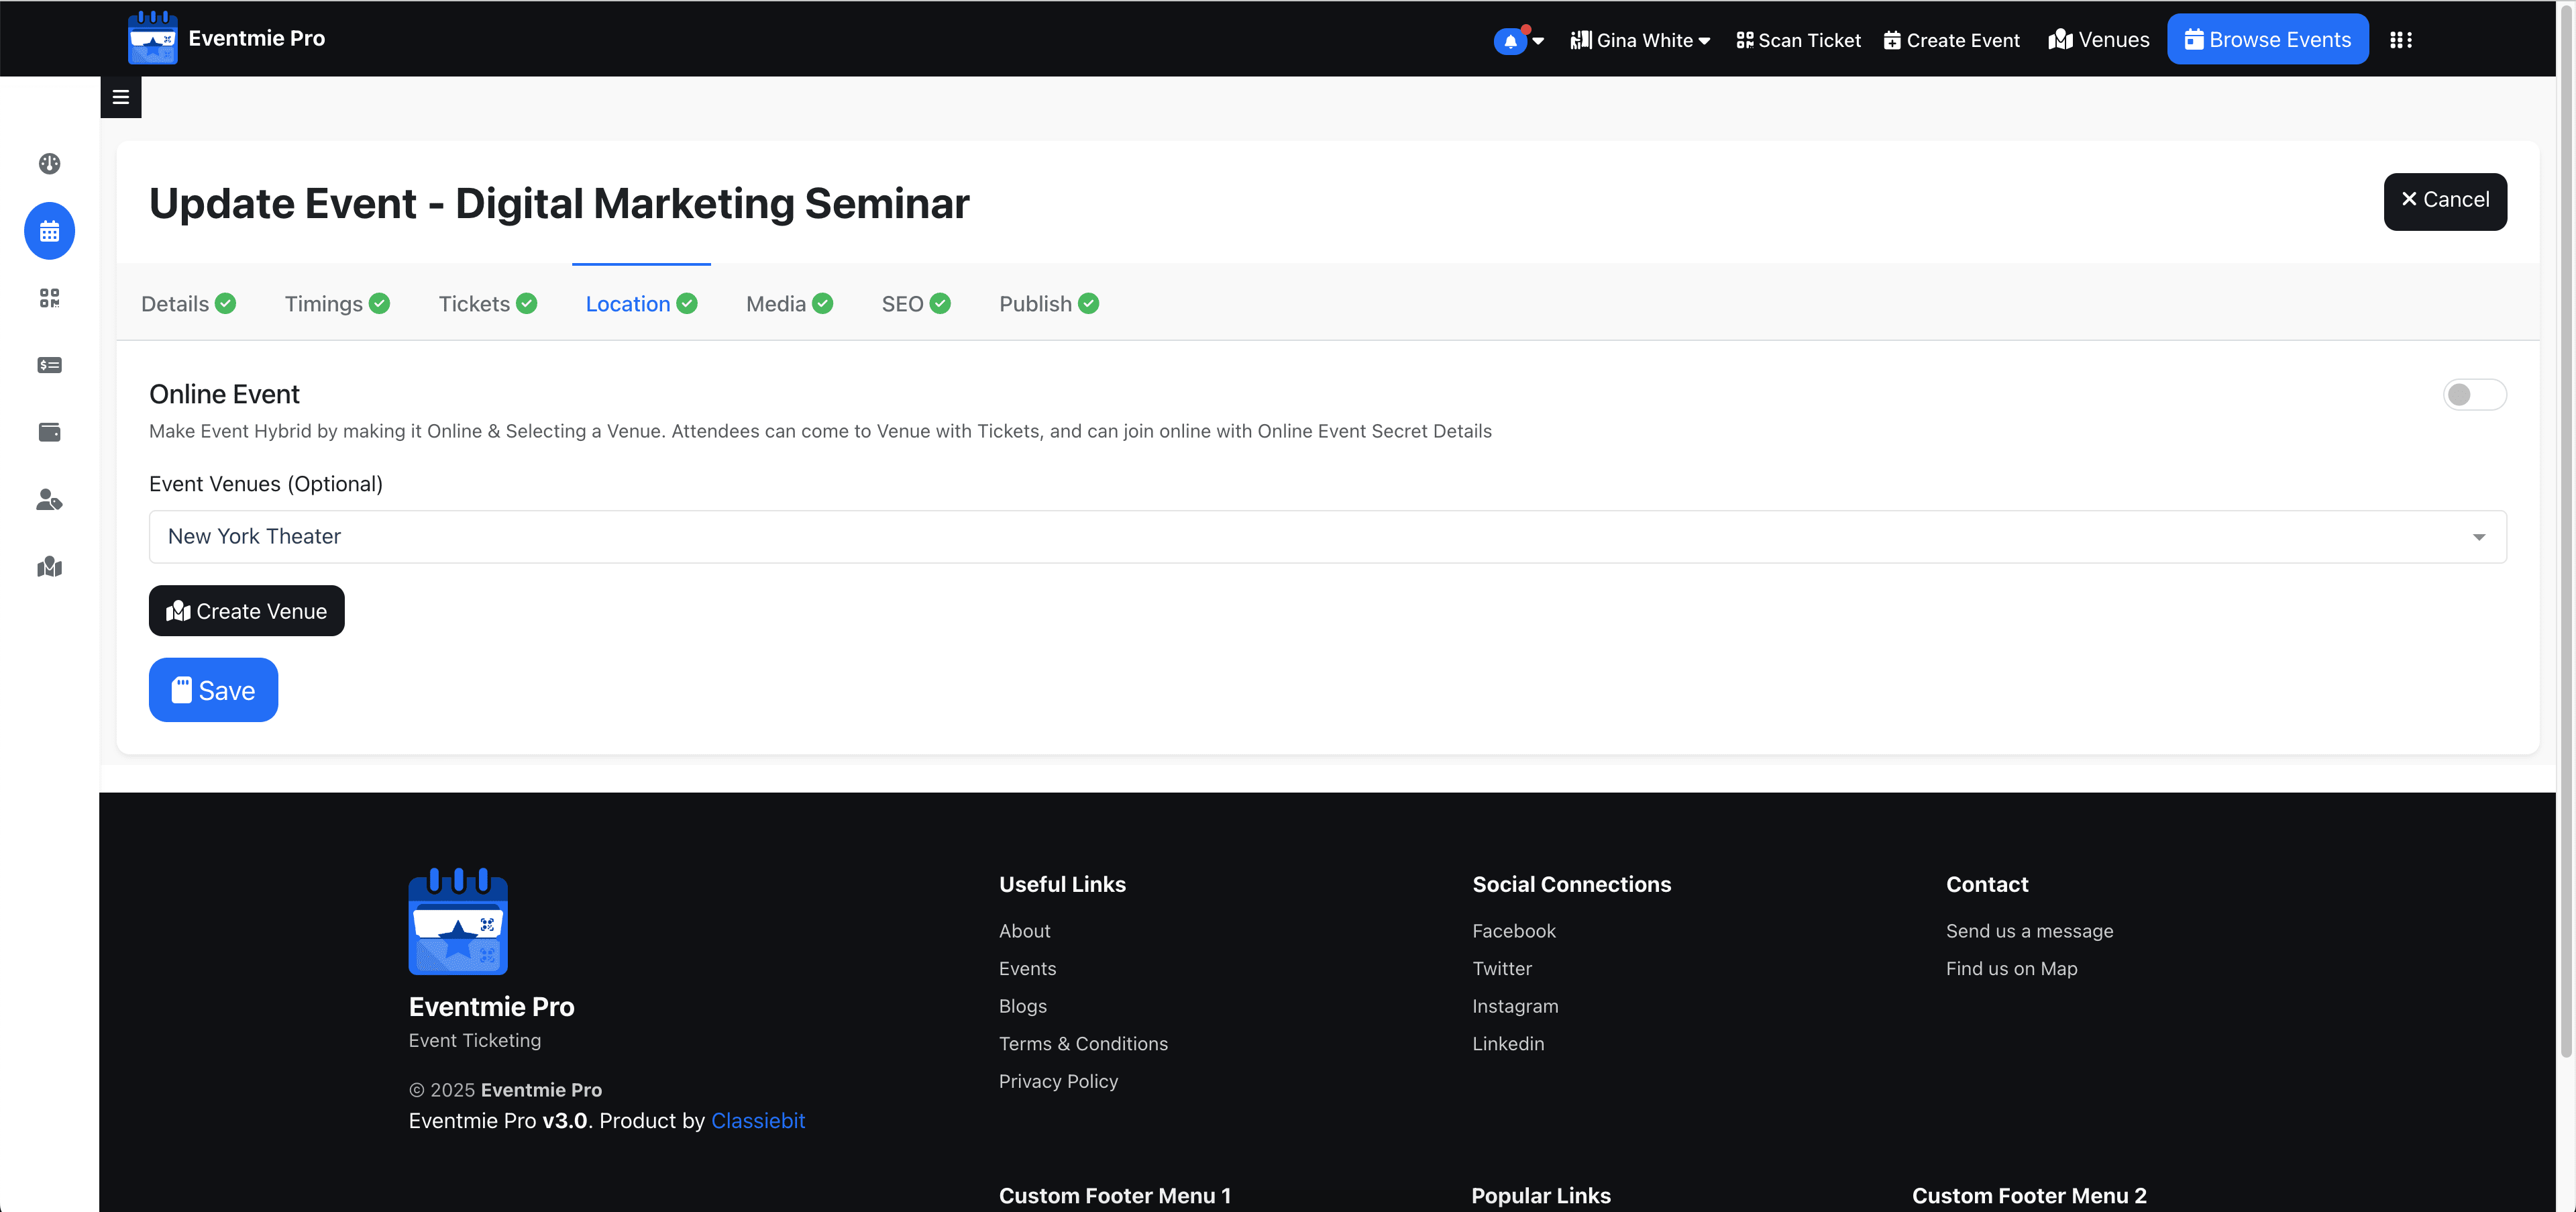 Eventmie Pro
Gina White
Scan Ticket
Create Event
Venues
Browse Events
Update Event - Digital Marketing Seminar
Cancel
Details
Timings
Tickets
Location
Media
SEO
Publish
Online Event
Make Event Hybrid by making it Online & Selecting a Venue. Attendees can come to Venue with Tickets, and can join online with Online Event Secret Details
Event Venues (Optional)
New York Theater
Create Venue
Save
Eventmie Pro
Event Ticketing
© 2025 Eventmie Pro
Eventmie Pro v3.0. Product by Classiebit
Useful Links
About
Events
Blogs
Terms & Conditions
Privacy Policy
Social Connections
Facebook
Twitter
Instagram
Linkedin
Contact
Send us a message
Find us on Map
Custom Footer Menu 1
Popular Links
Custom Footer Menu 2